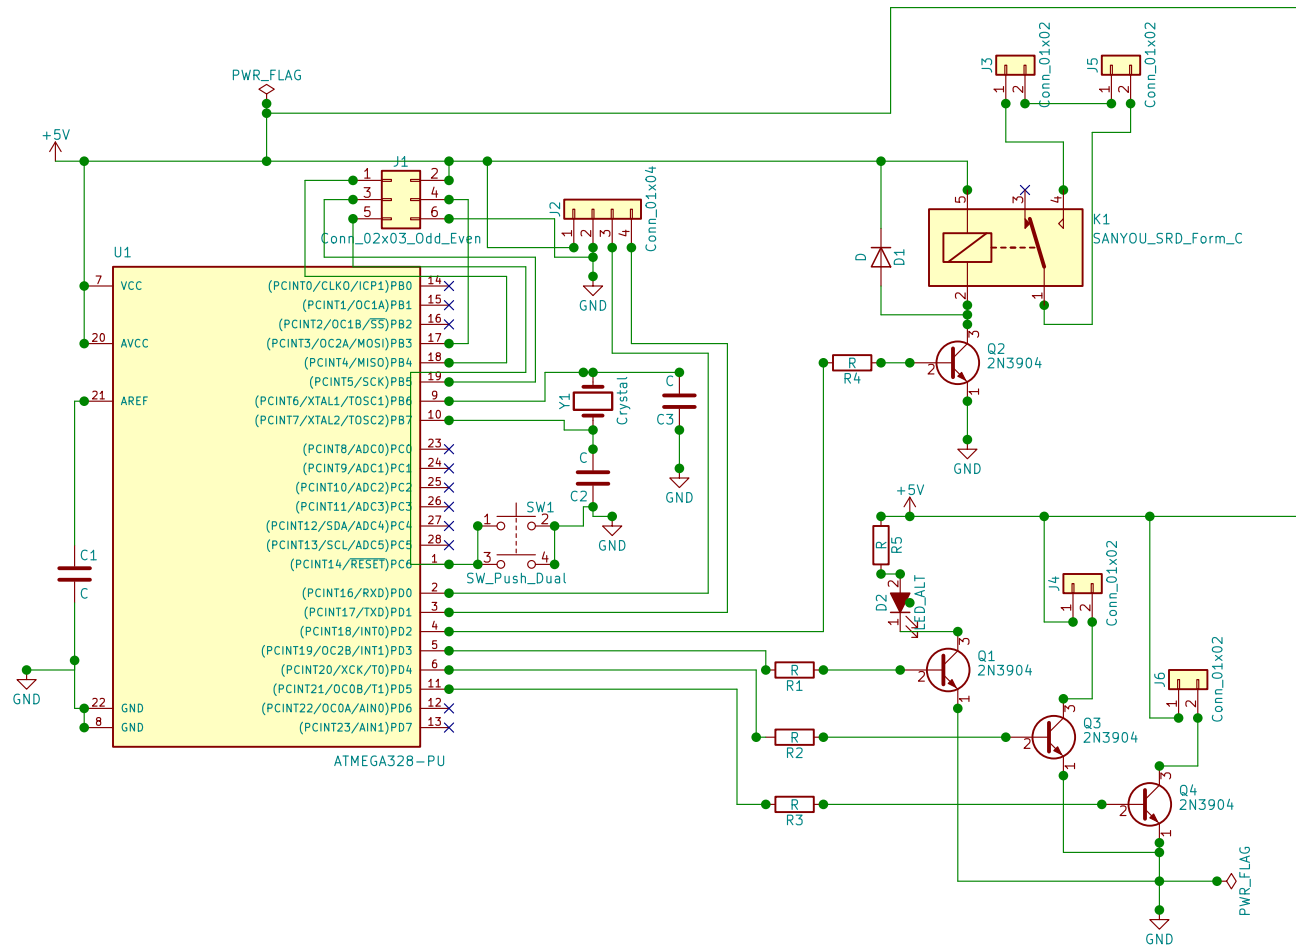 PWR_FLAG
+5V
J3
Conn_01x02
1
2
J5
Conn_01x02
1
2
J1
1
2
3
4
5
6
Conn_02x03_Odd_Even
J2
Conn_01x04
1
2
3
4
GND
D
D1
5
3
4
2
1
K1
SANYOU_SRD_Form_C
U1
7
VCC
20
AVCC
21
AREF
22
GND
8
GND
(PCINT0/CLKO/ICP1)PB0
14
(PCINT1/OC1A)PB1
15
(PCINT2/OC1B/SS)PB2
16
(PCINT3/OC2A/MOSI)PB3
17
(PCINT4/MISO)PB4
18
(PCINT5/SCK)PB5
19
(PCINT6/XTAL1/TOSC1)PB6
9
(PCINT7/XTAL2/TOSC2)PB7
10
(PCINT8/ADC0)PC0
23
(PCINT9/ADC1)PC1
24
(PCINT10/ADC2)PC2
25
(PCINT11/ADC3)PC3
26
(PCINT12/SDA/ADC4)PC4
27
(PCINT13/SCL/ADC5)PC5
28
(PCINT14/RESET)PC6
1
(PCINT16/RXD)PD0
2
(PCINT17/TXD)PD1
3
(PCINT18/INT0)PD2
4
(PCINT19/OC2B/INT1)PD3
5
(PCINT20/XCK/T0)PD4
6
(PCINT21/OC0B/T1)PD5
11
(PCINT22/OC0A/AIN0)PD6
12
(PCINT23/AIN1)PD7
13
ATMEGA328-PU
C1
C
GND
Y1
Crystal
C
C3
GND
C
C2
GND
SW1
1
2
3
4
SW_Push_Dual
R
R4
Q2
2N3904
3
2
1
GND
+5V
R
R5
D2
LED_ALT
2
1
Q1
2N3904
3
2
1
R
R1
R
R2
R
R3
J4
Conn_01x02
1
2
Q3
2N3904
3
2
1
J6
Conn_01x02
1
2
Q4
2N3904
3
2
1
PWR_FLAG
GND